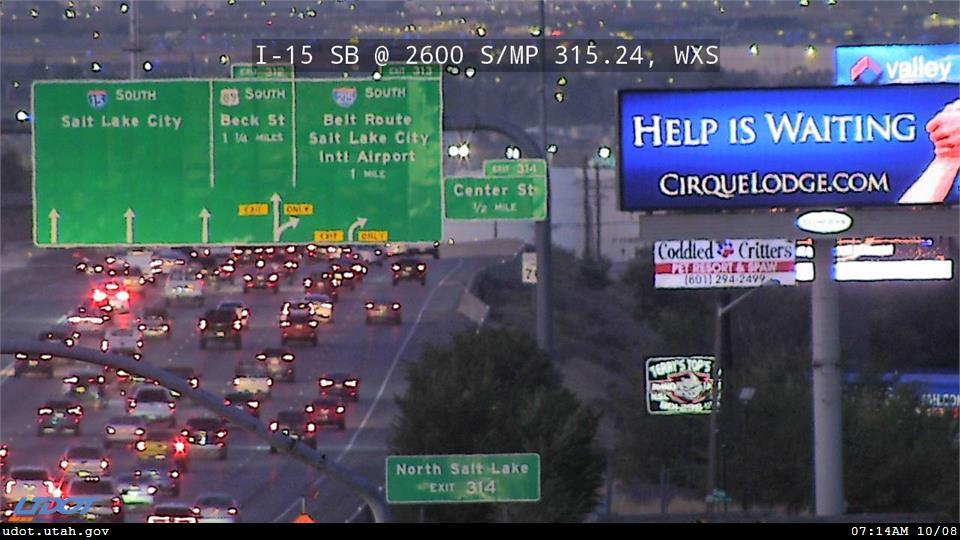 I-15 SB @ 2600 S/MP 315.24, WXS
valley
EXIT 312
EXIT 313
15 SOUTH
Salt Lake City
89 SOUTH
Beck St
1 ¼ MILES
215 SOUTH
Belt Route
Salt Lake City
Intl Airport
1 MILE
EXIT ONLY
EXIT ONLY
EXIT 314
Center St
½ MILE
HELP IS WAITING
CIRQUELODGE.COM
Coddled Critters
PET RESORT & SPAW
(801) 294-2499
TERRY'S TOPS
North Salt Lake
EXIT 314
UDOT
udot.utah.gov
07:14AM 10/08